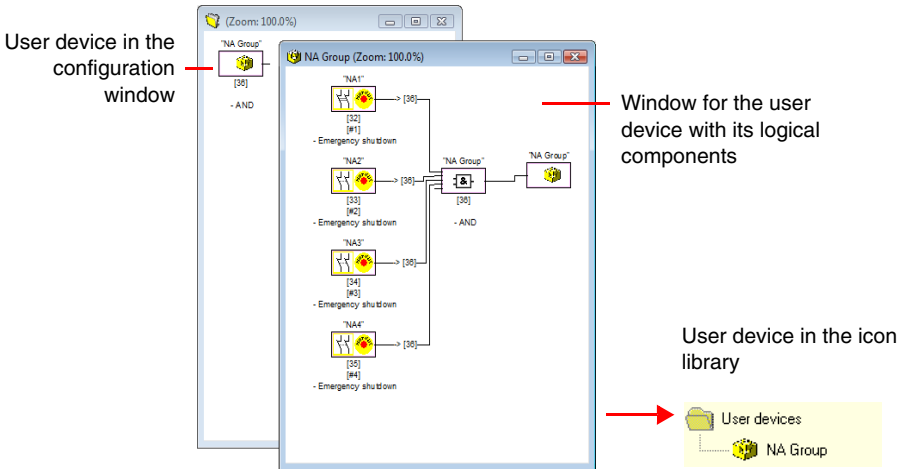 User device in the
configuration
window
(Zoom: 100.0%)
"NA Group"
[36]
- AND
NA Group (Zoom: 100.0%)
"NA1"
-> [36]
[32]
[#1]
- Emergency shutdown
"NA2"
-> [36]
[33]
[#2]
- Emergency shutdown
"NA3"
-> [36]
[34]
[#3]
- Emergency shutdown
"NA4"
-> [36]
[35]
[#4]
- Emergency shutdown
"NA Group"
&
[36]
- AND
"NA Group"
Window for the user
device with its logical
components
User device in the icon
library
User devices
NA Group